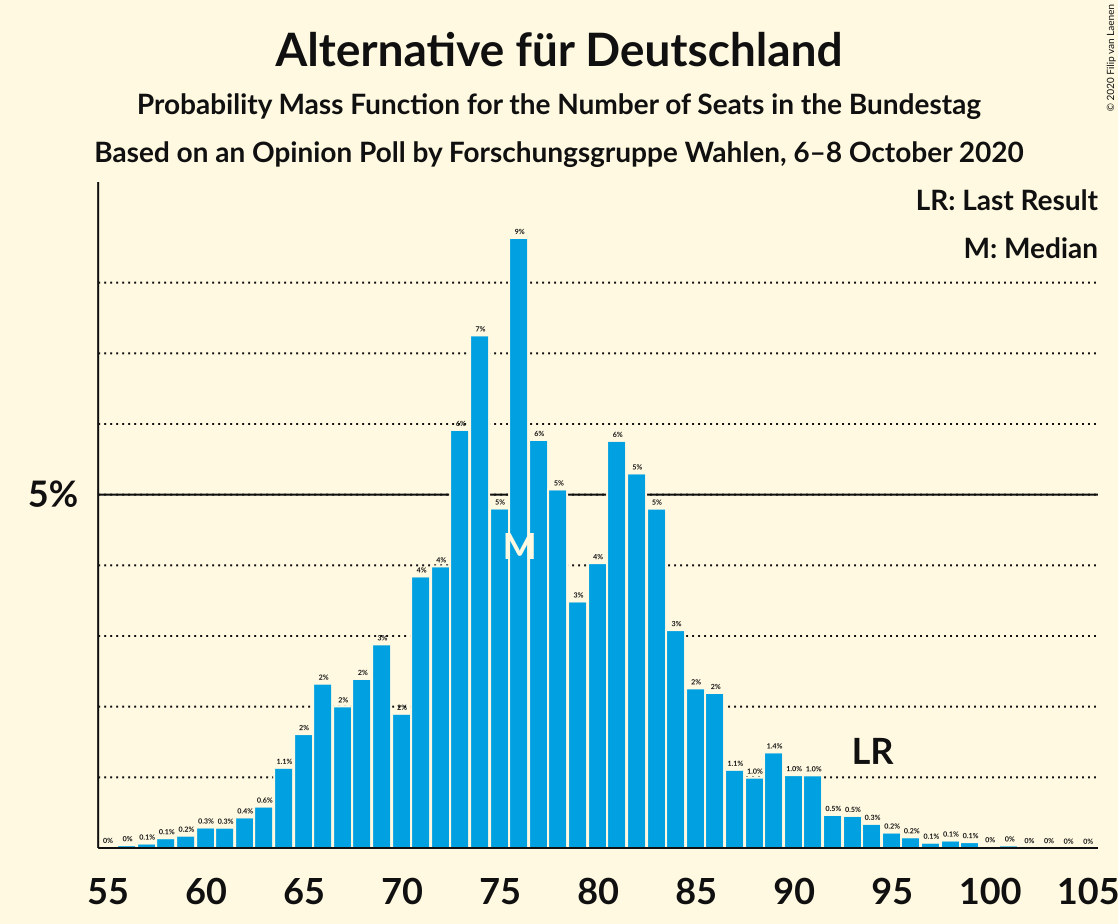 Alternative für Deutschland
Probability Mass Function for the Number of Seats in the Bundestag
Based on an Opinion Poll by Forschungsgruppe Wahlen, 6–8 October 2020
© 2020 Filip van Laenen
LR: Last Result
M: Median
5%
0% 0% 0.1% 0.1% 0.2% 0.3% 0.3% 0.4% 0.6% 1.1% 2% 2% 2% 2% 3% 2% 4% 4% 6% 7% 5% 9% 6% 5% 3% 4% 6% 5% 5% 3% 2% 2% 1.1% 1.0% 1.4% 1.0% 1.0% 0.5% 0.5% 0.3% 0.2% 0.2% 0.1% 0.1% 0.1% 0% 0% 0% 0% 0% 0%
M
LR
55 60 65 70 75 80 85 90 95 100 105